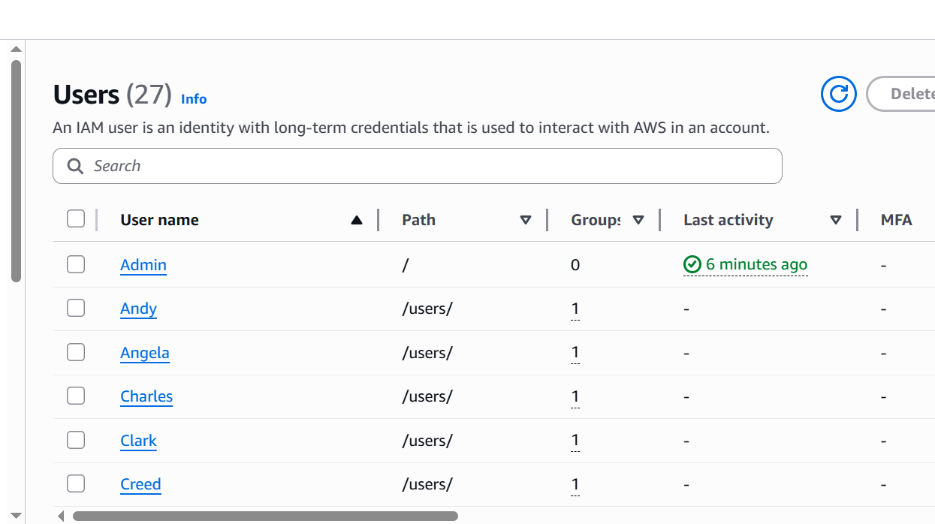 Users (27) Info
Delete
An IAM user is an identity with long-term credentials that is used to interact with AWS in an account.
Search
User name Path Groups Last activity MFA
Admin / 0 6 minutes ago -
Andy /users/ 1 - -
Angela /users/ 1 - -
Charles /users/ 1 - -
Clark /users/ 1 - -
Creed /users/ 1 - -